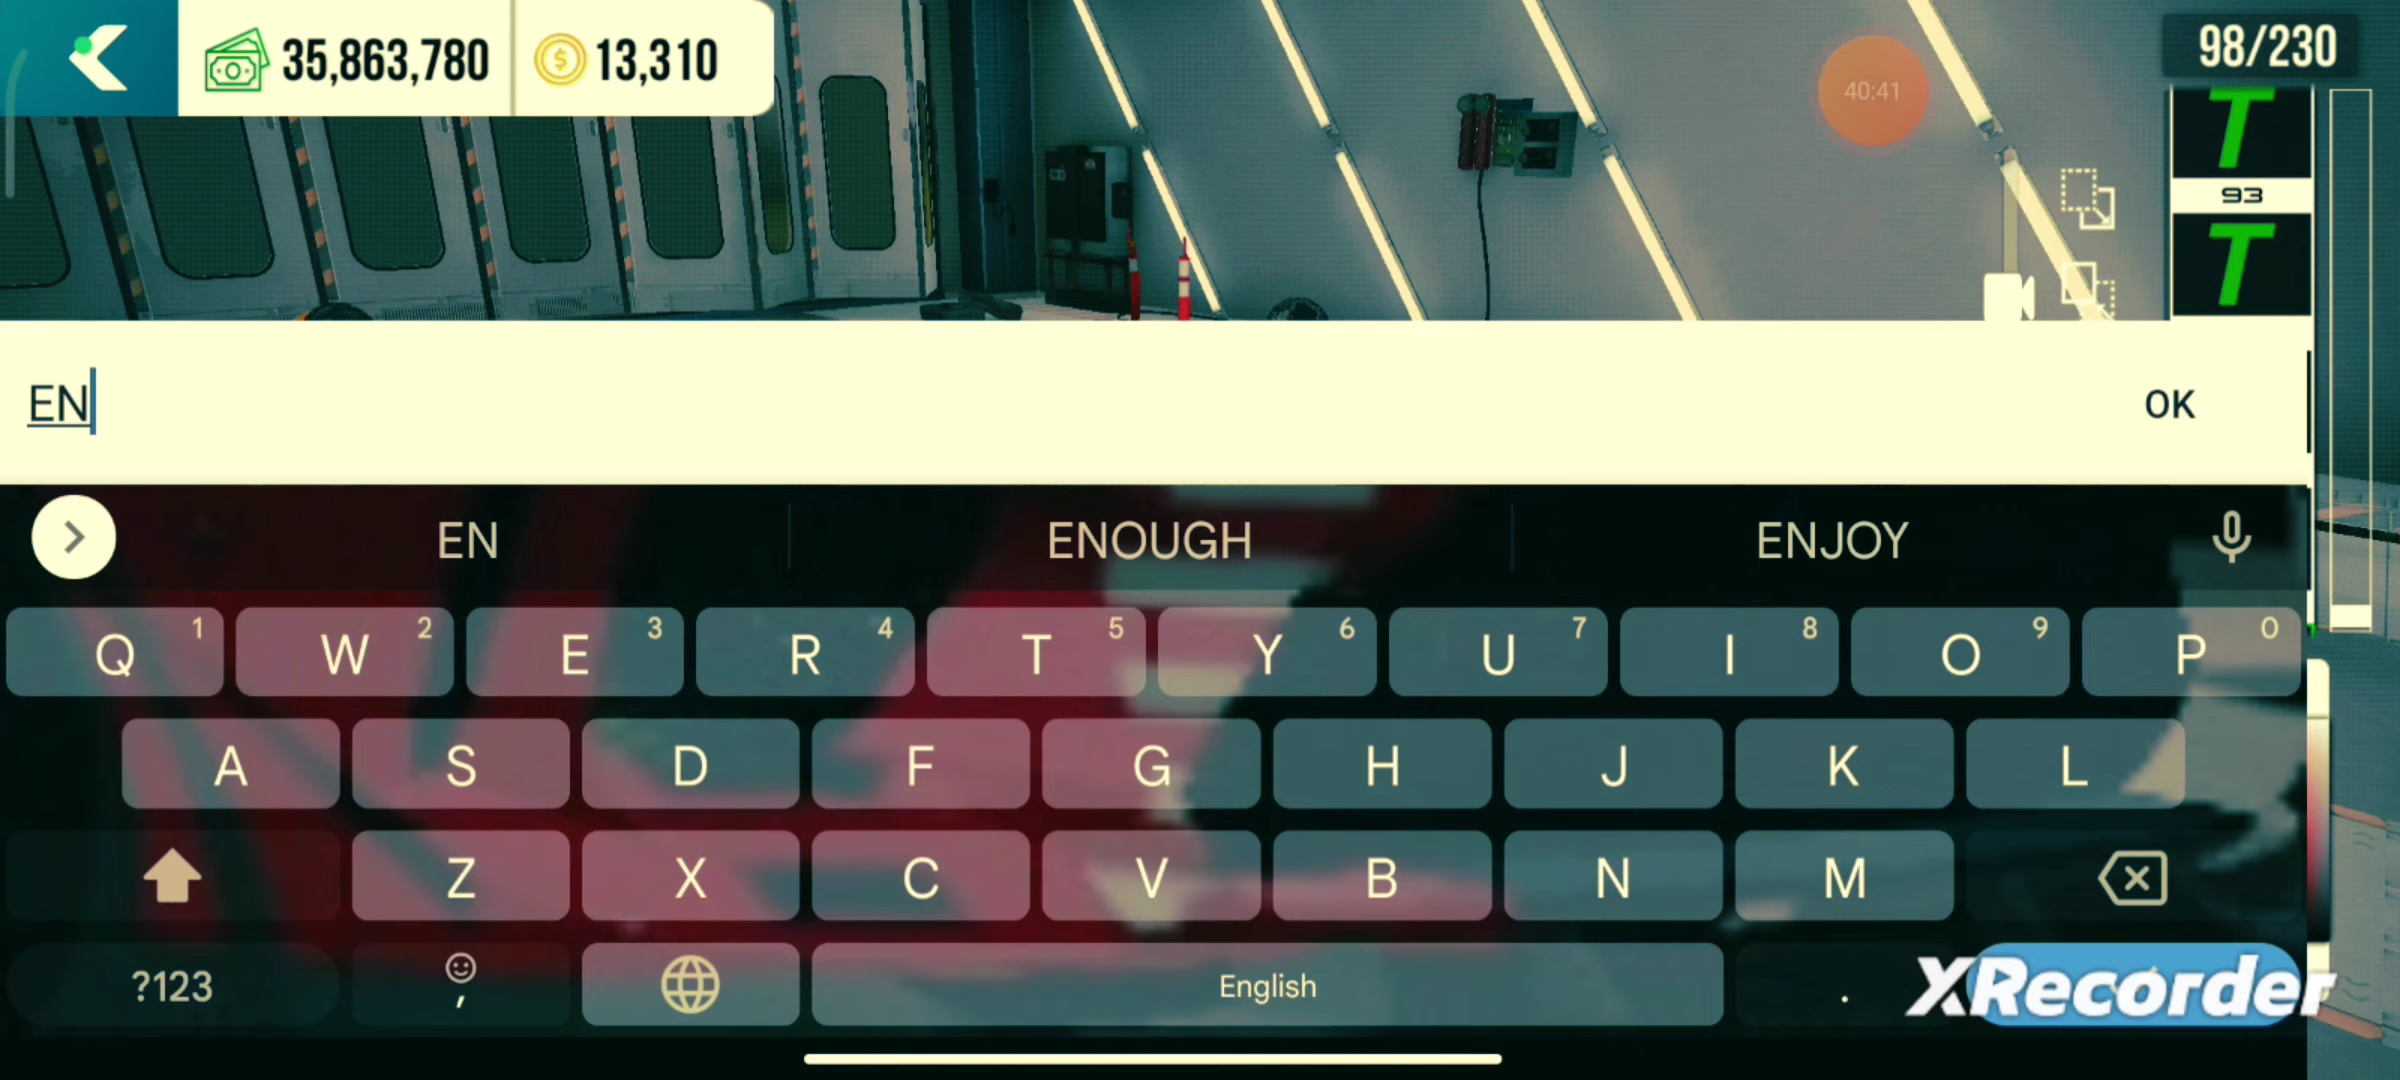 35,863,780 13,310
40:41
98/230
T
93
T
EN OK
EN ENOUGH ENJOY
Q 1 W 2 E 3 R 4 T 5 Y 6 U 7 I 8 O 9 P 0
A S D F G H J K L
Z X C V B N M
?123 , English .
XRecorder